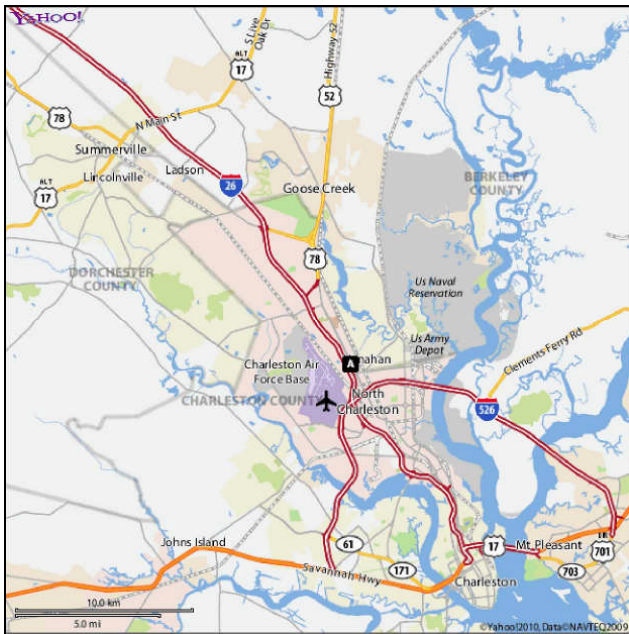 YAHOO!
S Live
Oak Dr
ALT
17
Highway 52
52
78
N Main St
Summerville
Lincolnville
Ladson
ALT
17
26
Goose Creek
BERKELEY
COUNTY
78
DORCHESTER
COUNTY
Us Naval
Reservation
Us Army
Depot
Clements Ferry Rd
A
nahan
Charleston Air
Force Base
CHARLESTON COUNTY
North
Charleston
526
Johns Island
61
17
Mt Pleasant
701
Savannah Hwy
171
703
Charleston
10.0 km
5.0 mi
©Yahoo!2010, Data©NAVTEQ2009